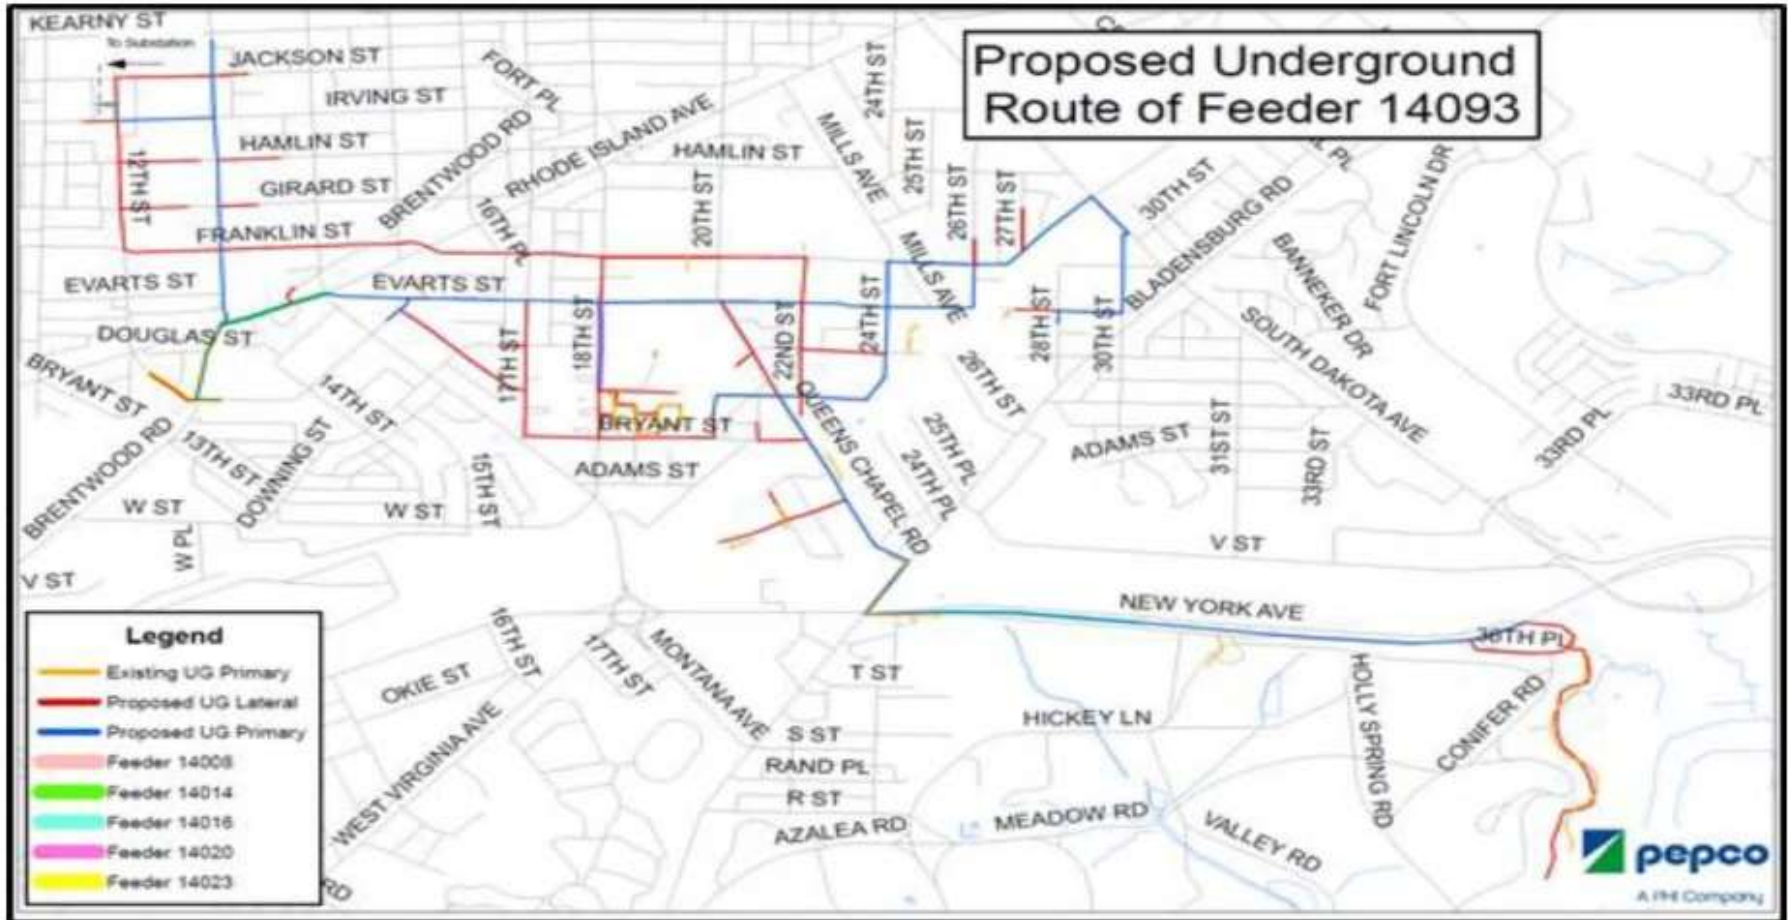 KEARNY ST
To Substation
JACKSON ST
IRVING ST
HAMLIN ST
GIRARD ST
12TH ST
FRANKLIN ST
EVARTS ST
DOUGLAS ST
BRYANT ST
BRENTWOOD RD
13TH ST
DOWNING ST
14TH ST
W ST
W PL
V ST
FORT PL
BRENTWOOD RD
RHODE ISLAND AVE
16TH PL
EVARTS ST
17TH ST
18TH ST
15TH ST
W ST
BRYANT ST
ADAMS ST
HAMLIN ST
20TH ST
22ND ST
24TH ST
MILLS AVE
24TH ST
25TH ST
26TH ST
27TH ST
MILLS AVE
Proposed Underground
Route of Feeder 14093
30TH ST
BLADENSBURG RD
28TH ST
30TH ST
BANNEKER DR
FORT LINCOLN DR
SOUTH DAKOTA AVE
26TH ST
QUEENS CHAPEL RD
25TH PL
24TH PL
ADAMS ST
31ST ST
33RD ST
33RD PL
33RD PL
V ST
NEW YORK AVE
38TH PL
16TH ST
17TH ST
MONTANA AVE
OKIE ST
WEST VIRGINIA AVE
T ST
S ST
RAND PL
R ST
AZALEA RD
HICKEY LN
MEADOW RD
VALLEY RD
HOLLY SPRING RD
CONIFER RD
RD
Legend
Existing UG Primary
Proposed UG Lateral
Proposed UG Primary
Feeder 14008
Feeder 14014
Feeder 14016
Feeder 14020
Feeder 14023
pepco
A PHI Company